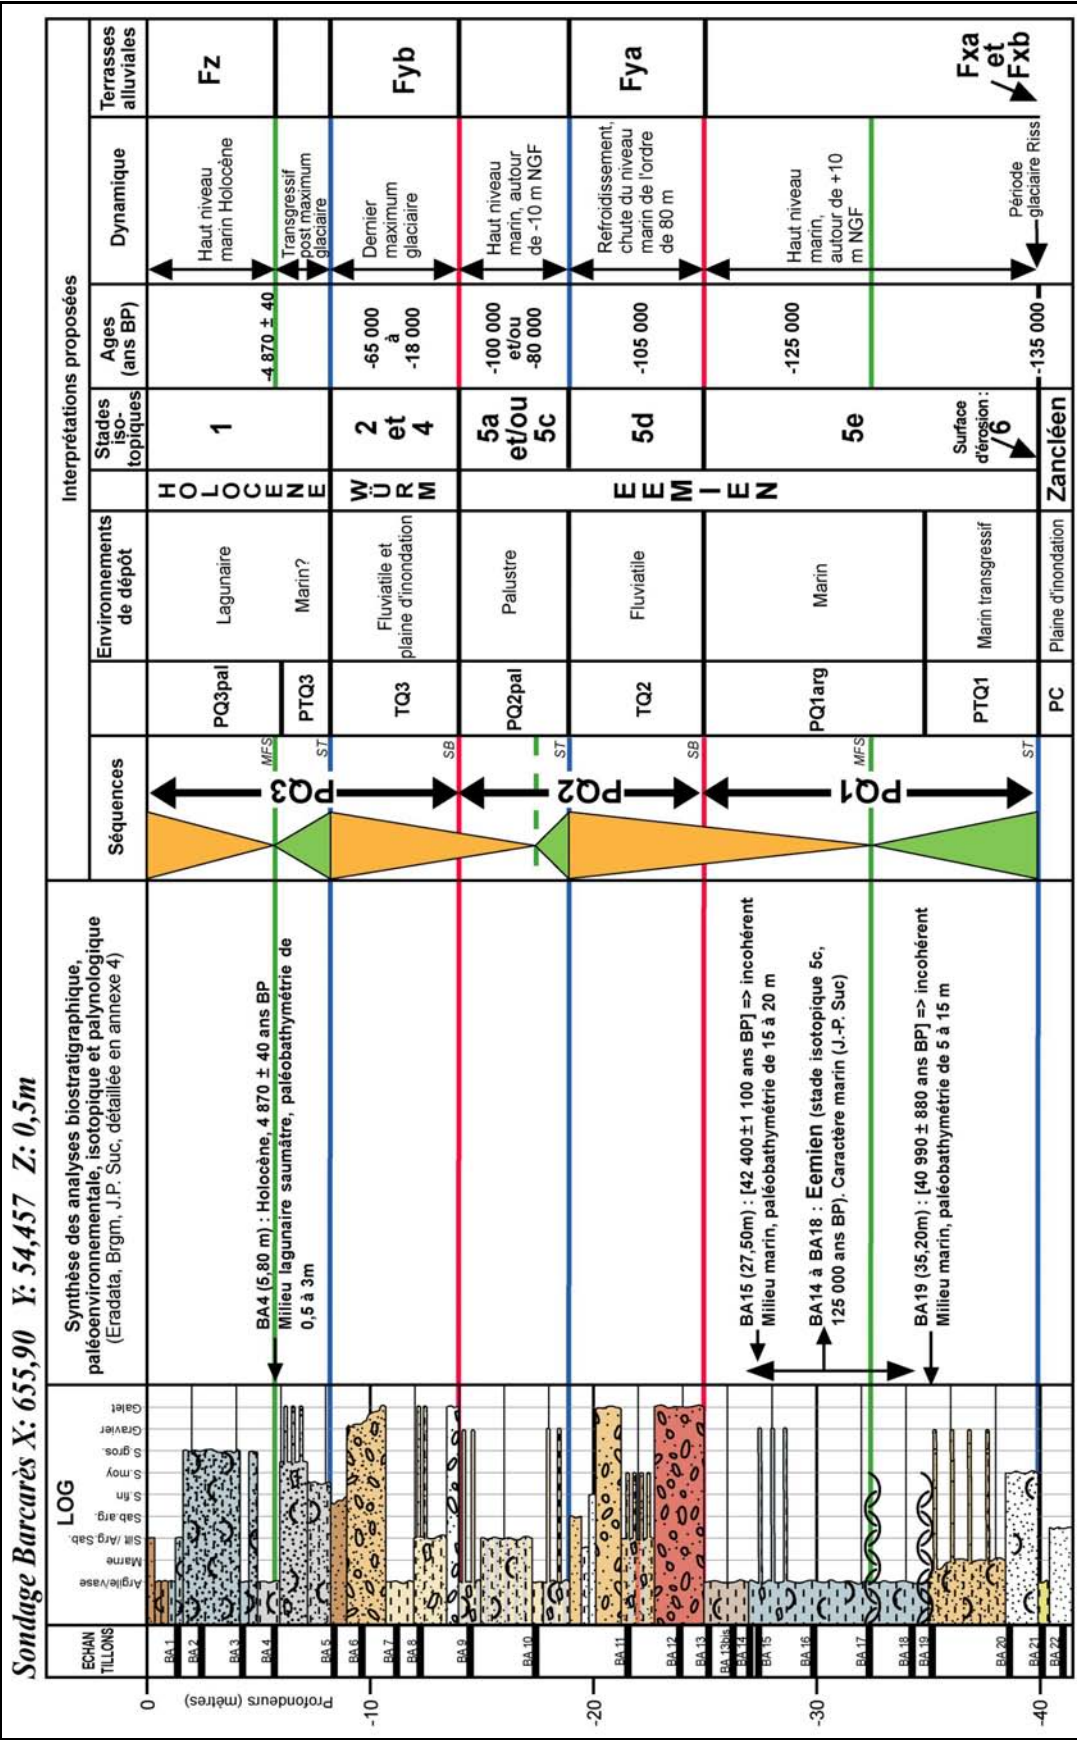 Sondage Barcarès X: 655,90 Y: 54,457 Z: 0,5m
ECHAN
TILLONS
LOG
Synthèse des analyses biostratigraphique,
paléoenvironnementale, isotopique et palynologique
(Eradata, Brgm, J.P. Suc, détaillée en annexe 4)
Interprétations proposées
Séquences
Environnements
de dépôt
Stades
iso-
topiques
Ages
(ans BP)
Dynamique
Terrasses
alluviales
Argile/vase
Marne
Silt /Arg.Sab.
Sab.arg.
S.fin
S.moy
S.gros.
Gravier
Galet
Profondeurs (mètres)
0
-10
-20
-30
-40
BA 1
BA 2
BA 3
BA 4
BA 5
BA 6
BA 7
BA 8
BA 9
BA 10
BA 11
BA 12
BA 13
BA 13bis
BA 14
BA 15
BA 16
BA 17
BA 18
BA 19
BA 20
BA 21
BA 22
BA4 (5,80 m) : Holocène, 4 870 ± 40 ans BP
Milieu lagunaire saumâtre, paléobathymétrie de
0,5 à 3m
BA15 (27,50m) : [42 400±1 100 ans BP] => incohérent
Milieu marin, paléobathymétrie de 15 à 20 m
BA14 à BA18 : Eemien (stade isotopique 5c,
125 000 ans BP). Caractère marin (J.-P. Suc)
BA19 (35,20m) : [40 990 ± 880 ans BP] => incohérent
Milieu marin, paléobathymétrie de 5 à 15 m
PQ3
PQ2
PQ1
MFS
ST
SB
ST
SB
MFS
ST
PQ3pal
PTQ3
TQ3
PQ2pal
TQ2
PQ1arg
PTQ1
PC
Lagunaire
Marin?
Fluviatile et
plaine d'inondation
Palustre
Fluviatile
Marin
Marin transgressif
Plaine d'inondation
HOLOCENE
WÜRM
EEMIEN
Zancléen
1
2
et
4
5a
et/ou
5c
5d
5e
Surface
d'érosion :
6
-4 870 ± 40
-65 000
à
-18 000
-100 000
et/ou
-80 000
-105 000
-125 000
-135 000
Haut niveau
marin Holocène
Transgressif
post maximum
glaciaire
Dernier
maximum
glaciaire
Haut niveau
marin, autour
de -10 m NGF
Refroidissement,
chute du niveau
marin de l'ordre
de 80 m
Haut niveau
marin,
autour de +10
m NGF
Période
glaciaire Riss
Fz
Fyb
Fya
Fxa
et
Fxb